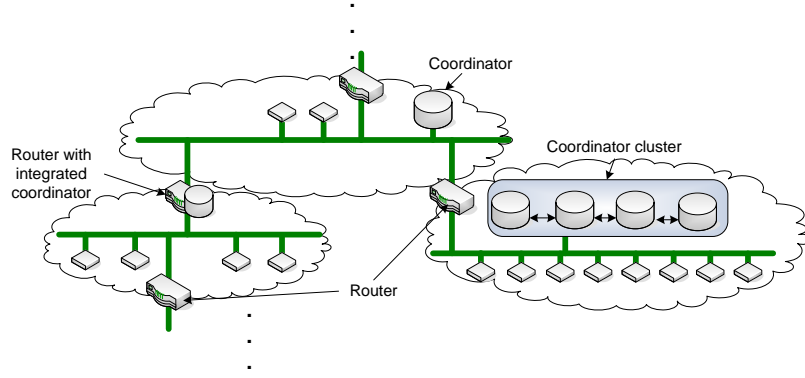 Coordinator
Router with
integrated
coordinator
Coordinator cluster
Router